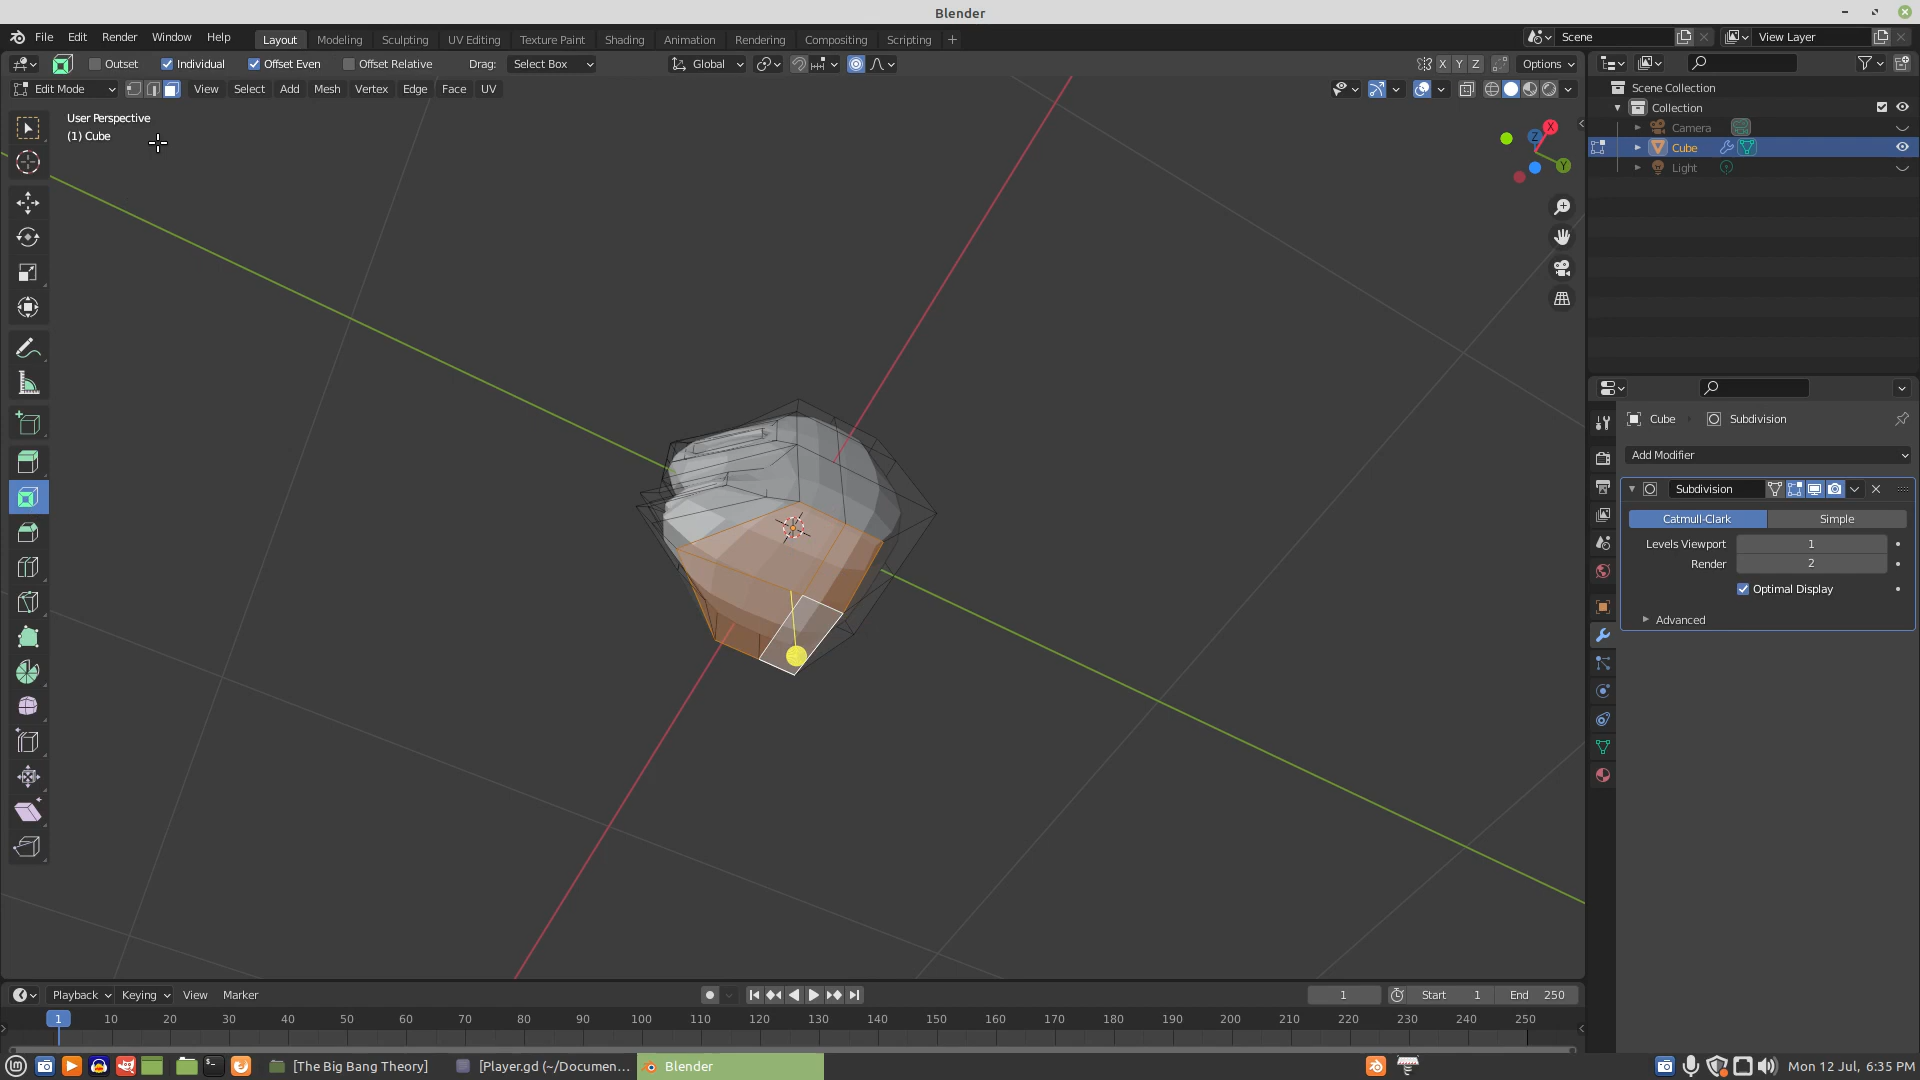 Blender
File Edit Render Window Help Layout Modeling Sculpting UV Editing Texture Paint Shading Animation Rendering Compositing Scripting Scene View Layer
Outset Individual Offset Even Offset Relative Drag: Select Box Global X Y Z Options
Edit Mode View Select Add Mesh Vertex Edge Face UV
User Perspective
(1) Cube
X
Z
Y
Scene Collection
Collection
Camera
Cube
Light
Cube Subdivision
Add Modifier
Subdivision
Catmull-Clark Simple
Levels Viewport 1
Render 2
Optimal Display
Advanced
Playback Keying View Marker 1 Start 1 End 250
1 10 20 30 40 50 60 70 80 90 100 110 120 130 140 150 160 170 180 190 200 210 220 230 240 250
[The Big Bang Theory] [Player.gd (~/Documen... Blender Mon 12 Jul, 6:35 PM